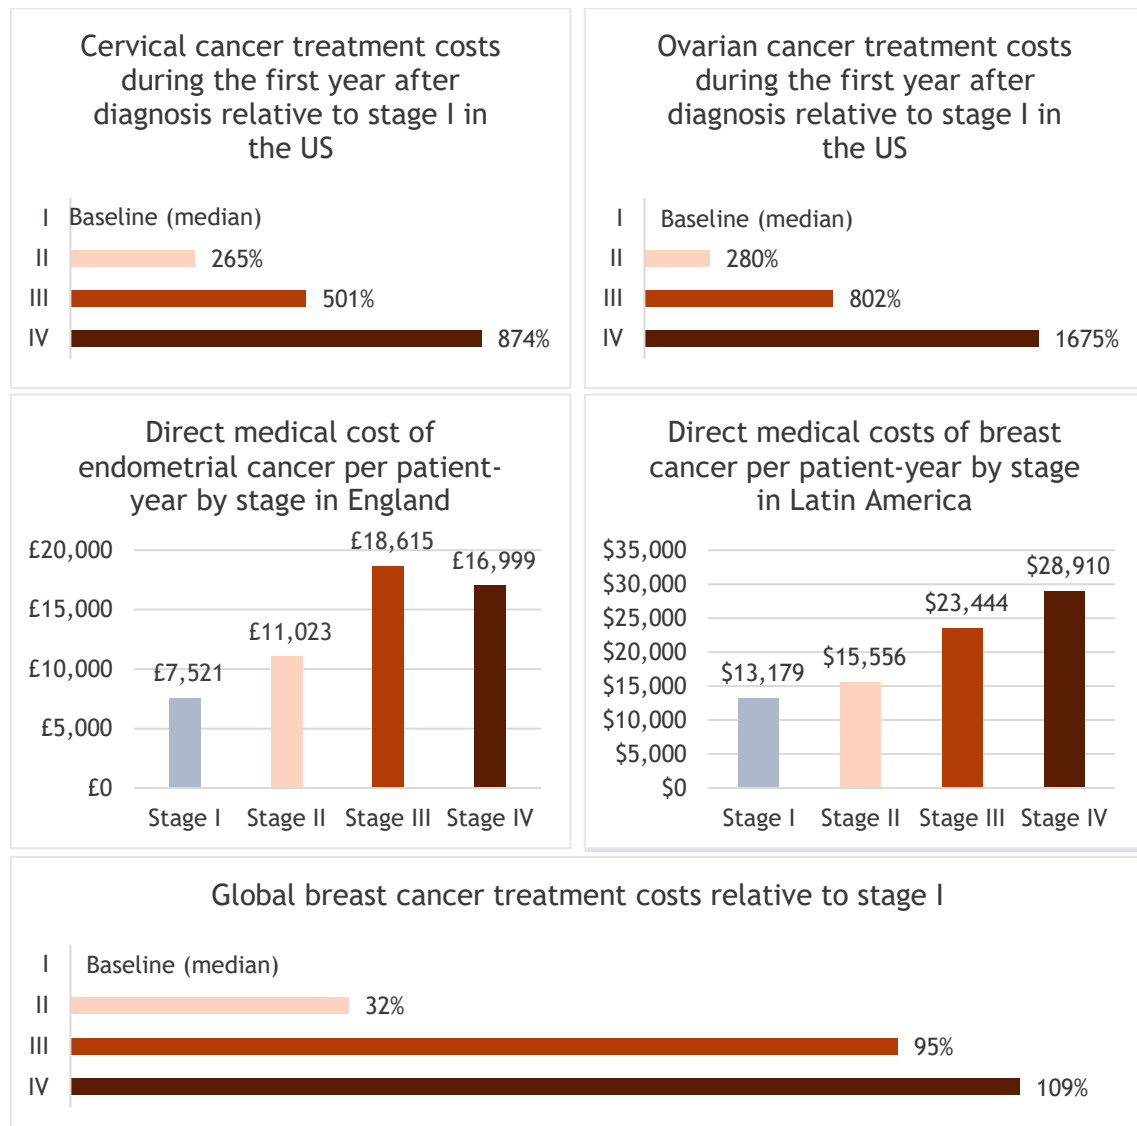 Cervical cancer treatment costs
during the first year after
diagnosis relative to stage I in
the US
I Baseline (median)
II 265%
III 501%
IV 874%
Ovarian cancer treatment costs
during the first year after
diagnosis relative to stage I in
the US
I Baseline (median)
II 280%
III 802%
IV 1675%
Direct medical cost of
endometrial cancer per patient-
year by stage in England
£20,000
£15,000
£10,000
£5,000
£0
£7,521
£11,023
£18,615
£16,999
Stage I Stage II Stage III Stage IV
Direct medical costs of breast
cancer per patient-year by stage
in Latin America
$35,000
$30,000
$25,000
$20,000
$15,000
$10,000
$5,000
$0
$13,179
$15,556
$23,444
$28,910
Stage I Stage II Stage III Stage IV
Global breast cancer treatment costs relative to stage I
I Baseline (median)
II 32%
III 95%
IV 109%